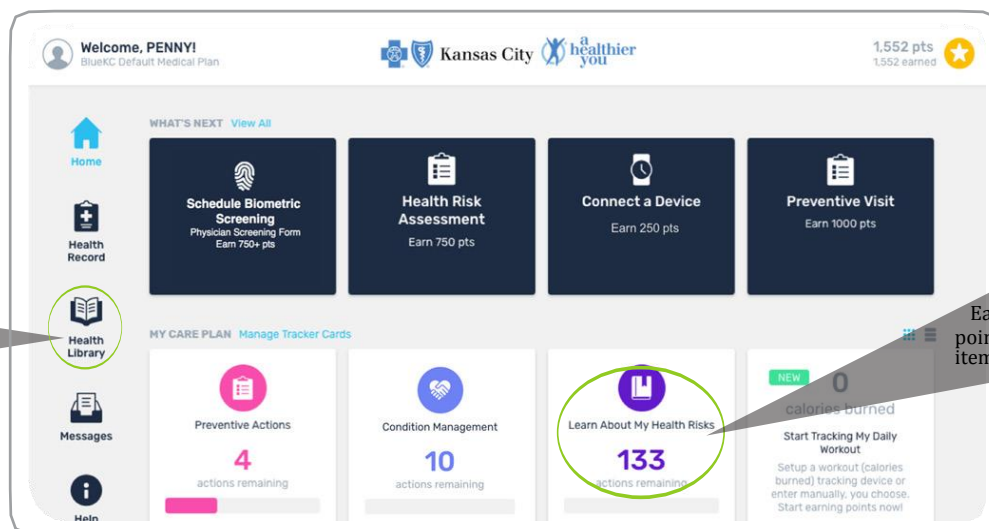 Welcome, PENNY!
BlueKC Default Medical Plan
Kansas City
a
healthier
you
1,552 pts
1,552 earned
WHAT'S NEXT View All
Home
Health
Record
Health
Library
Messages
Help
Schedule Biometric
Screening
Physician Screening Form
Earn 750+ pts
Health Risk
Assessment
Earn 750 pts
Connect a Device
Earn 250 pts
Preventive Visit
Earn 1000 pts
MY CARE PLAN Manage Tracker Cards
Preventive Actions
4
actions remaining
Condition Management
10
actions remaining
Learn About My Health Risks
133
actions remaining
NEW
0
calories burned
Start Tracking My Daily
Workout
Setup a workout (calories
burned) tracking device or
enter manually, you choose.
Start earning points now!